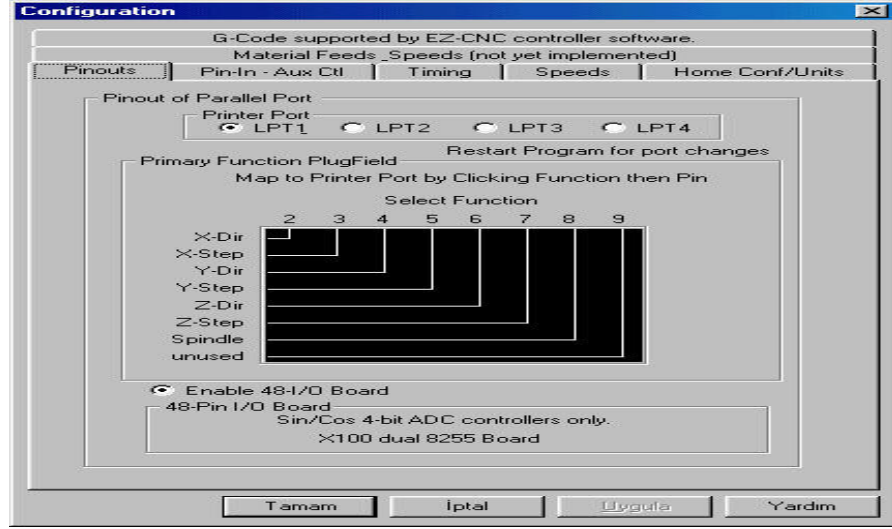 Configuration
G-Code supported by EZ-CNC controller software.
Material Feeds _Speeds (not yet implemented)
Pinouts Pin-In - Aux Ctl Timing Speeds Home Conf/Units
Pinout of Parallel Port
Printer Port
LPT1 LPT2 LPT3 LPT4
Restart Program for port changes
Primary Function PlugField
Map to Printer Port by Clicking Function then Pin
Select Function
2 3 4 5 6 7 8 9
X-Dir
X-Step
Y-Dir
Y-Step
Z-Dir
Z-Step
Spindle
unused
Enable 48-I/O Board
48-Pin I/O Board
Sin/Cos 4-bit ADC controllers only.
X100 dual 8255 Board
Tamam İptal Uygula Yardım